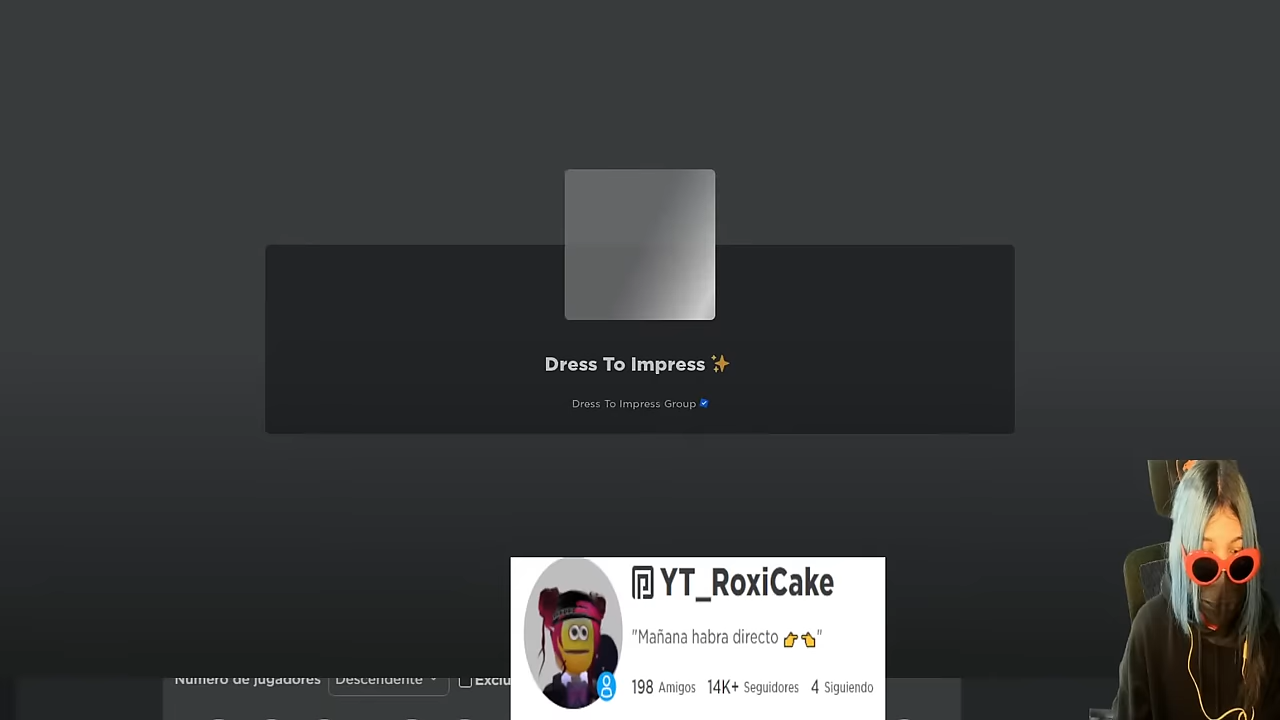 Dress To Impress ✨
Dress To Impress Group
YT_RoxiCake
"Mañana habra directo 👉👈"
198 Amigos 14K+ Seguidores 4 Siguiendo
Número de jugadores Descendente Exclu